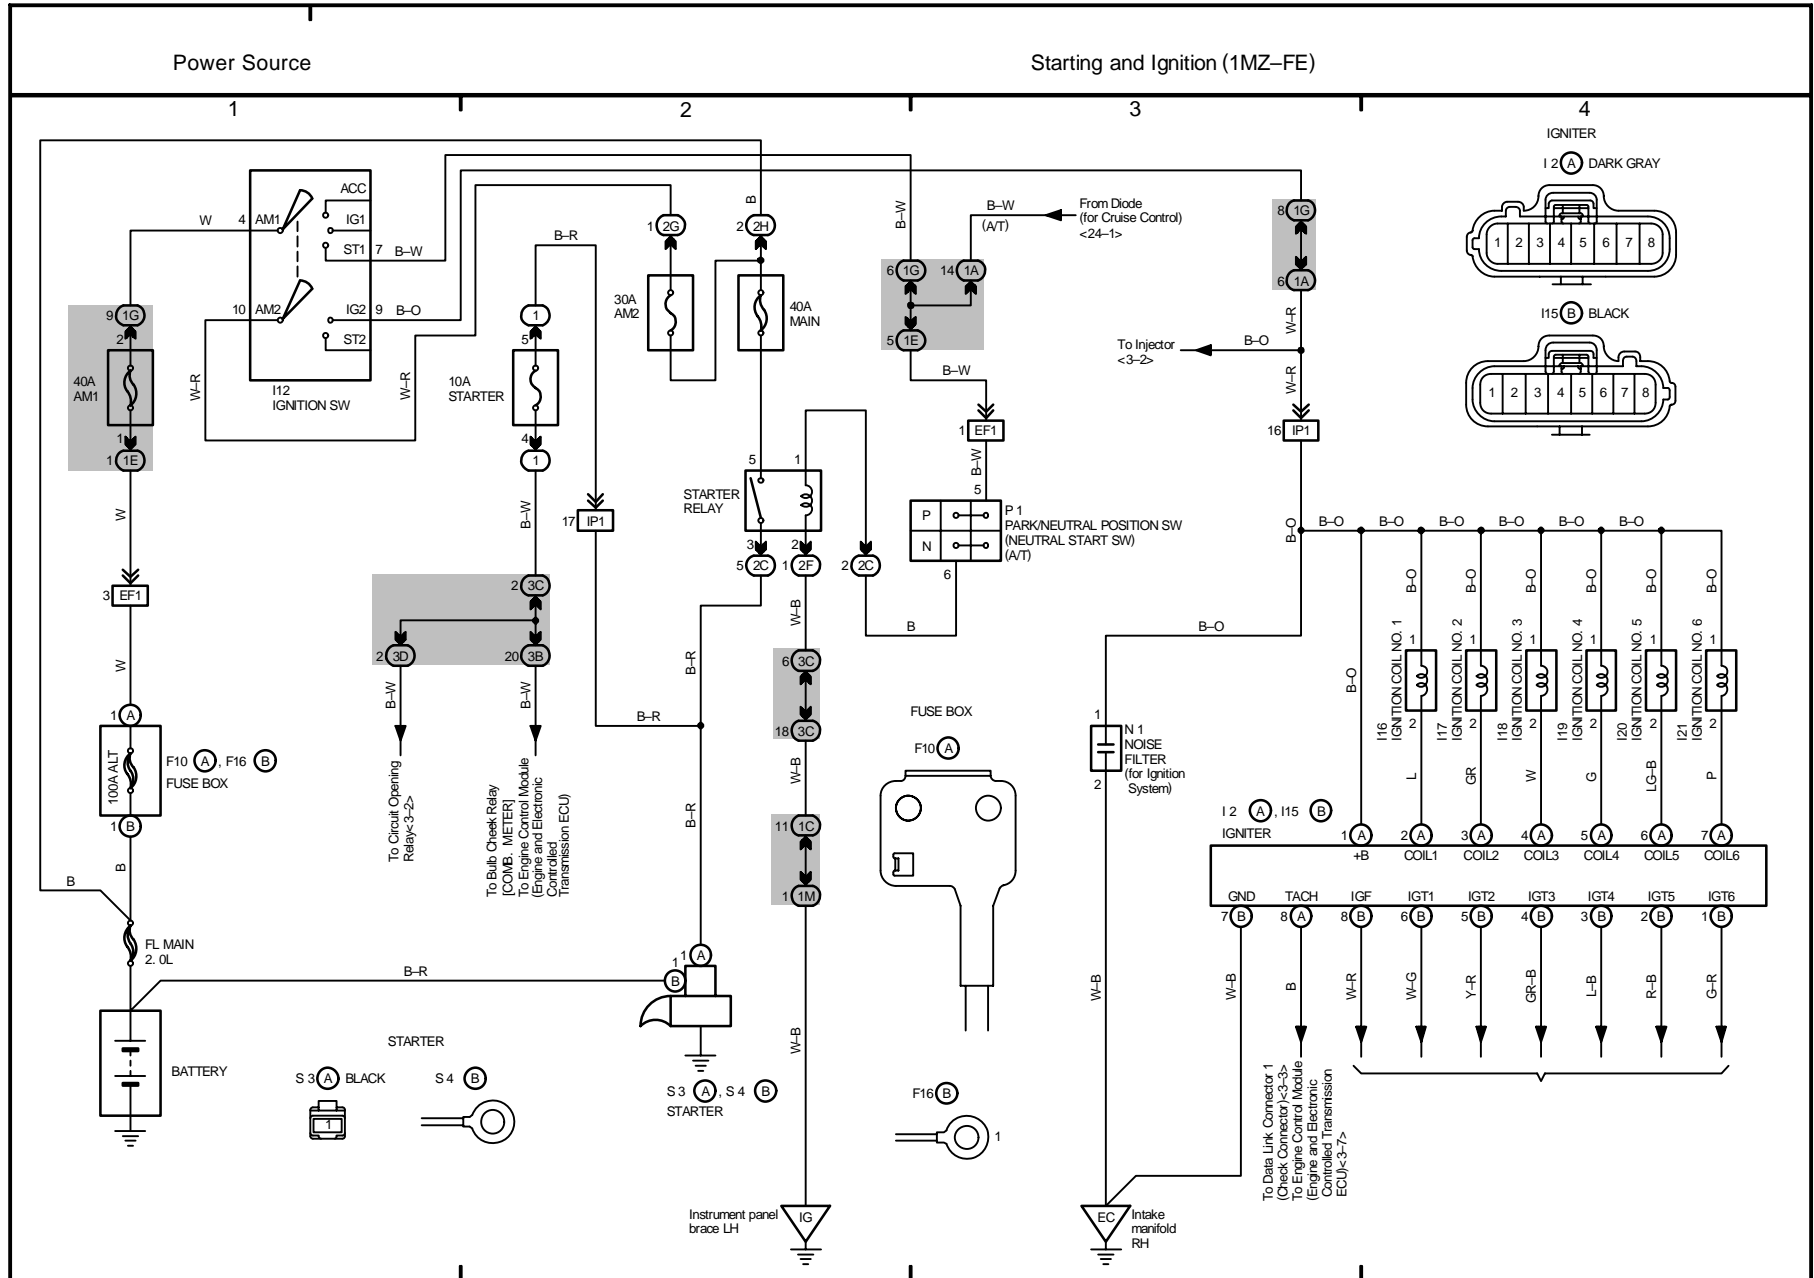 Power Source
Starting and Ignition (1MZ–FE)
1
2
3
4
ACC
4 AM1 IG1
ST1 7 B–W
10 AM2 IG2 9 B–O
ST2
I12
IGNITION SW
W
9 1G
2
40A
AM1
1
1 1E
W
3 EF1
W
1 A
100A ALT
F10 A , F16 B
FUSE BOX
1 B
B
B
FL MAIN
2. 0L
B–R
BATTERY
W–R
W–R
B–R
1
5
10A
STARTER
4
1
B–W
17 IP1
2 3C
2 3D
20 3B
B–W
B–W
To Circuit Opening
Relay<3–2>
To Bulb Cheek Relay
[COMB. METER]
To Engine Control Module
(Engine and Electronic
Controlled
Transmission ECU)
STARTER
S 3 A BLACK
1
S 4 B
1 2G
30A
AM2
B
2 2H
40A
MAIN
5 1
STARTER
RELAY
3 2
5 2C
1 2F
2 2C
B
W–B
B–R
B–R
B–R
6 3C
18 3C
W–B
11 1C
1 1M
W–B
1 A
1
B
S 3 A , S 4 B
STARTER
Instrument panel
brace LH
IG
B–W
6 1G
14 1A
5 1E
B–W
(A/T)
From Diode
(for Cruise Control)
<24–1>
B–W
1 EF1
B–W
5
P
N
P 1
PARK/NEUTRAL POSITION SW
(NEUTRAL START SW)
(A/T)
6
FUSE BOX
F10 A
F16 B
1
8 1G
6 1A
W–R
To Injector
<3–2>
B–O
W–R
16 IP1
B–O
B–O
B–O B–O B–O B–O B–O B–O
1
N 1
NOISE
FILTER
(for Ignition
System)
2
W–B
EC
Intake
manifold
RH
B–O
B–O B–O B–O B–O B–O B–O
I16
IGNITION COIL NO. 1
1
2
I17
IGNITION COIL NO. 2
1
2
I18
IGNITION COIL NO. 3
1
2
I19
IGNITION COIL NO. 4
1
2
I20
IGNITION COIL NO. 5
1
2
I21
IGNITION COIL NO. 6
1
2
L GR W G LG–B P
I 2 A , I15 B
IGNITER
1 A 2 A 3 A 4 A 5 A 6 A 7 A
+B COIL1 COIL2 COIL3 COIL4 COIL5 COIL6
GND TACH IGF IGT1 IGT2 IGT3 IGT4 IGT5 IGT6
7 B 8 A 8 B 6 B 5 B 4 B 3 B 2 B 1 B
W–B B W–R W–G Y–R GR–B L–B R–B G–R
To Data Link Connector 1
(Check Connector)<3–3>
To Engine Control Module
(Engine and Electronic
Controlled Transmission
ECU)<3–7>
IGNITER
I 2 A DARK GRAY
1 2 3 4 5 6 7 8
I15 B BLACK
1 2 3 4 5 6 7 8